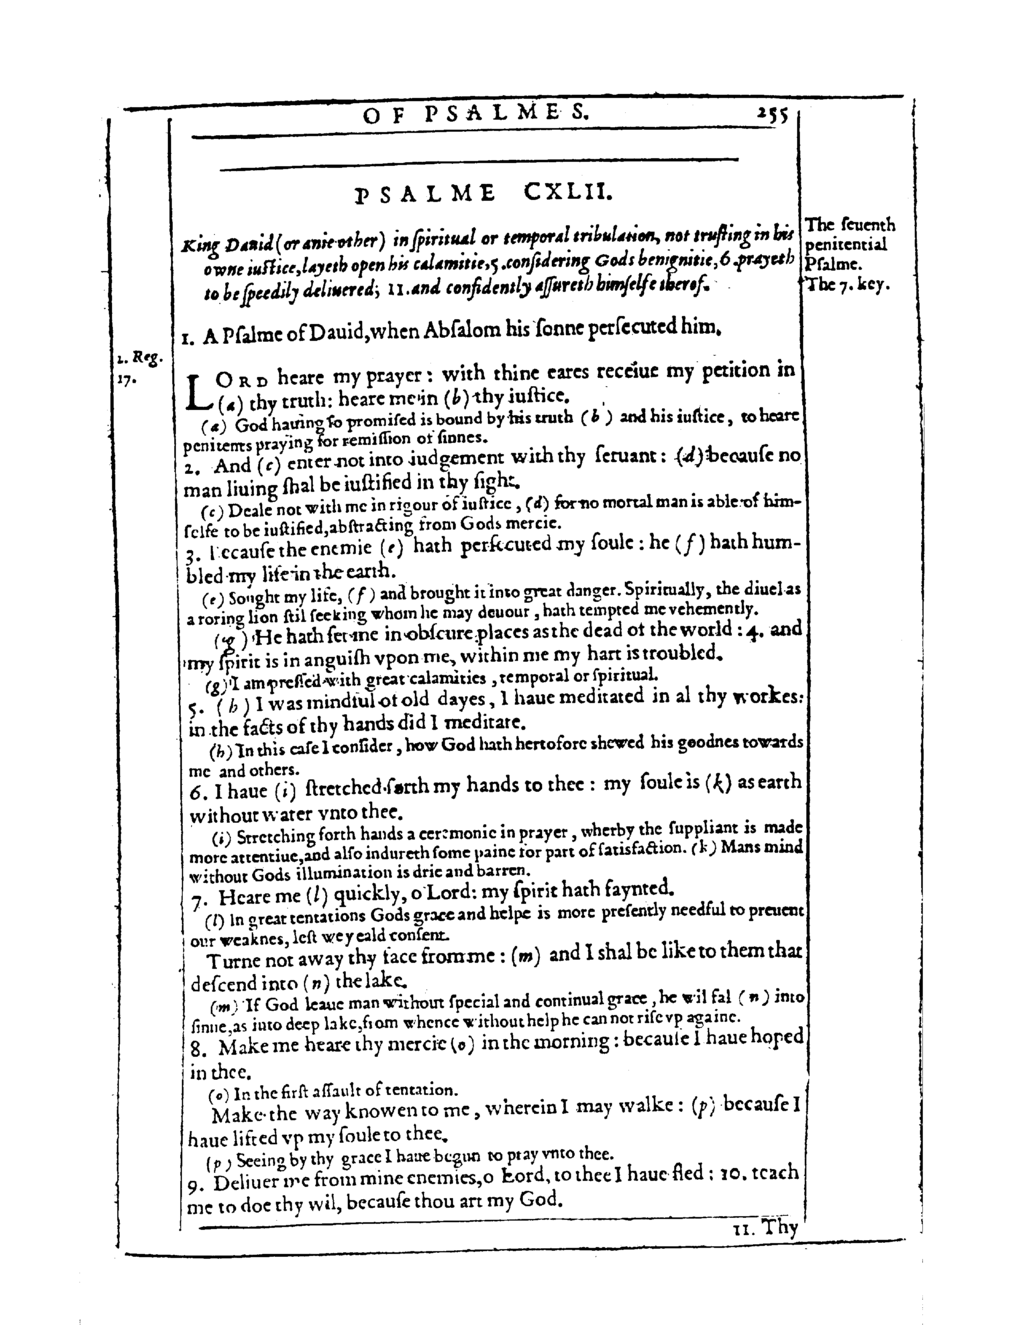 OF PSALMES.
255
PSALME CXLII.
King Dauid (or anie other) in ſpiritual or temporal tribulation, not truſting in his
owne iuſtice, layeth open his calamitie, 5. conſidering Gods benignitie, 6. prayeth
to be ſpeedily deliuered; 11. and confidently aſſureth himſelfe therof.
The ſeuenth
penitential
Pſalme.
The 7. key.
1. A Pſalme of Dauid, when Abſalom his ſonne perſecuted him.
2. Reg.
17.
LORD heare my prayer: with thine eares receiue my petition in
(a) thy truth: heare me in (b) thy iuſtice.
(a) God hauing ſo promiſed is bound by his truth (b) and his iuſtice, to heare
penitents praying for remiſſion of ſinnes.
2. And (c) enter not into iudgement with thy ſeruant: (d) becauſe no
man liuing ſhal be iuſtified in thy ſight.
(c) Deale not with me in rigour of iuſtice, (d) for no mortal man is able of him-
ſelfe to be iuſtified, abſtracting from Gods mercie.
3. Becauſe the enemie (e) hath perſecuted my ſoule: he (f) hath hum-
bled my life in the earth.
(e) Sought my life, (f) and brought it into great danger. Spiritually, the diuel as
a roring lion ſtil ſeeking whom he may deuour, hath tempted me vehemently.
(g) He hath ſet me in obſcure places as the dead of the world: 4. and
my ſpirit is in anguiſh vpon me, within me my hart is troubled.
(g) I am preſſed with great calamities, temporal or ſpiritual.
5. (h) I was mindful of old dayes, I haue meditated in al thy workes:
in the facts of thy hands did I meditate.
(h) In this caſe I conſider, how God hath hertofore shewed his goodnes towards
me and others.
6. I haue (i) ſtretched forth my hands to thee: my ſoule is (k) as earth
without water vnto thee.
(i) Stretching forth hands a ceremonie in prayer, wherby the ſuppliant is made
more attentiue, and alſo indureth ſome paine for part of ſatisfaction. (k) Mans mind
without Gods illumination is drie and barren.
7. Heare me (l) quickly, o Lord: my ſpirit hath faynted.
(l) In great tentations Gods grace and helpe is more preſently needful to preuent
our weaknes, leſt we yeald conſent.
Turne not away thy face from me: (m) and I shal be like to them that
deſcend into (n) the lake.
(m) If God leaue man without ſpecial and continual grace, he wil fal (n) into
ſinne, as into deep lake, from whence without help he can not riſe vp againe.
8. Make me heare thy mercie (o) in the morning: becauſe I haue hoped
in thee.
(o) In the firſt aſſault of tentation.
Make the way knowen to me, wherein I may walke: (p) becauſe I
haue lifted vp my ſoule to thee.
(p) Seeing by thy grace I haue begun to pray vnto thee.
9. Deliuer me from mine enemies, o Lord, to thee I haue fled: 10. teach
me to doe thy wil, becauſe thou art my God.
11. Thy